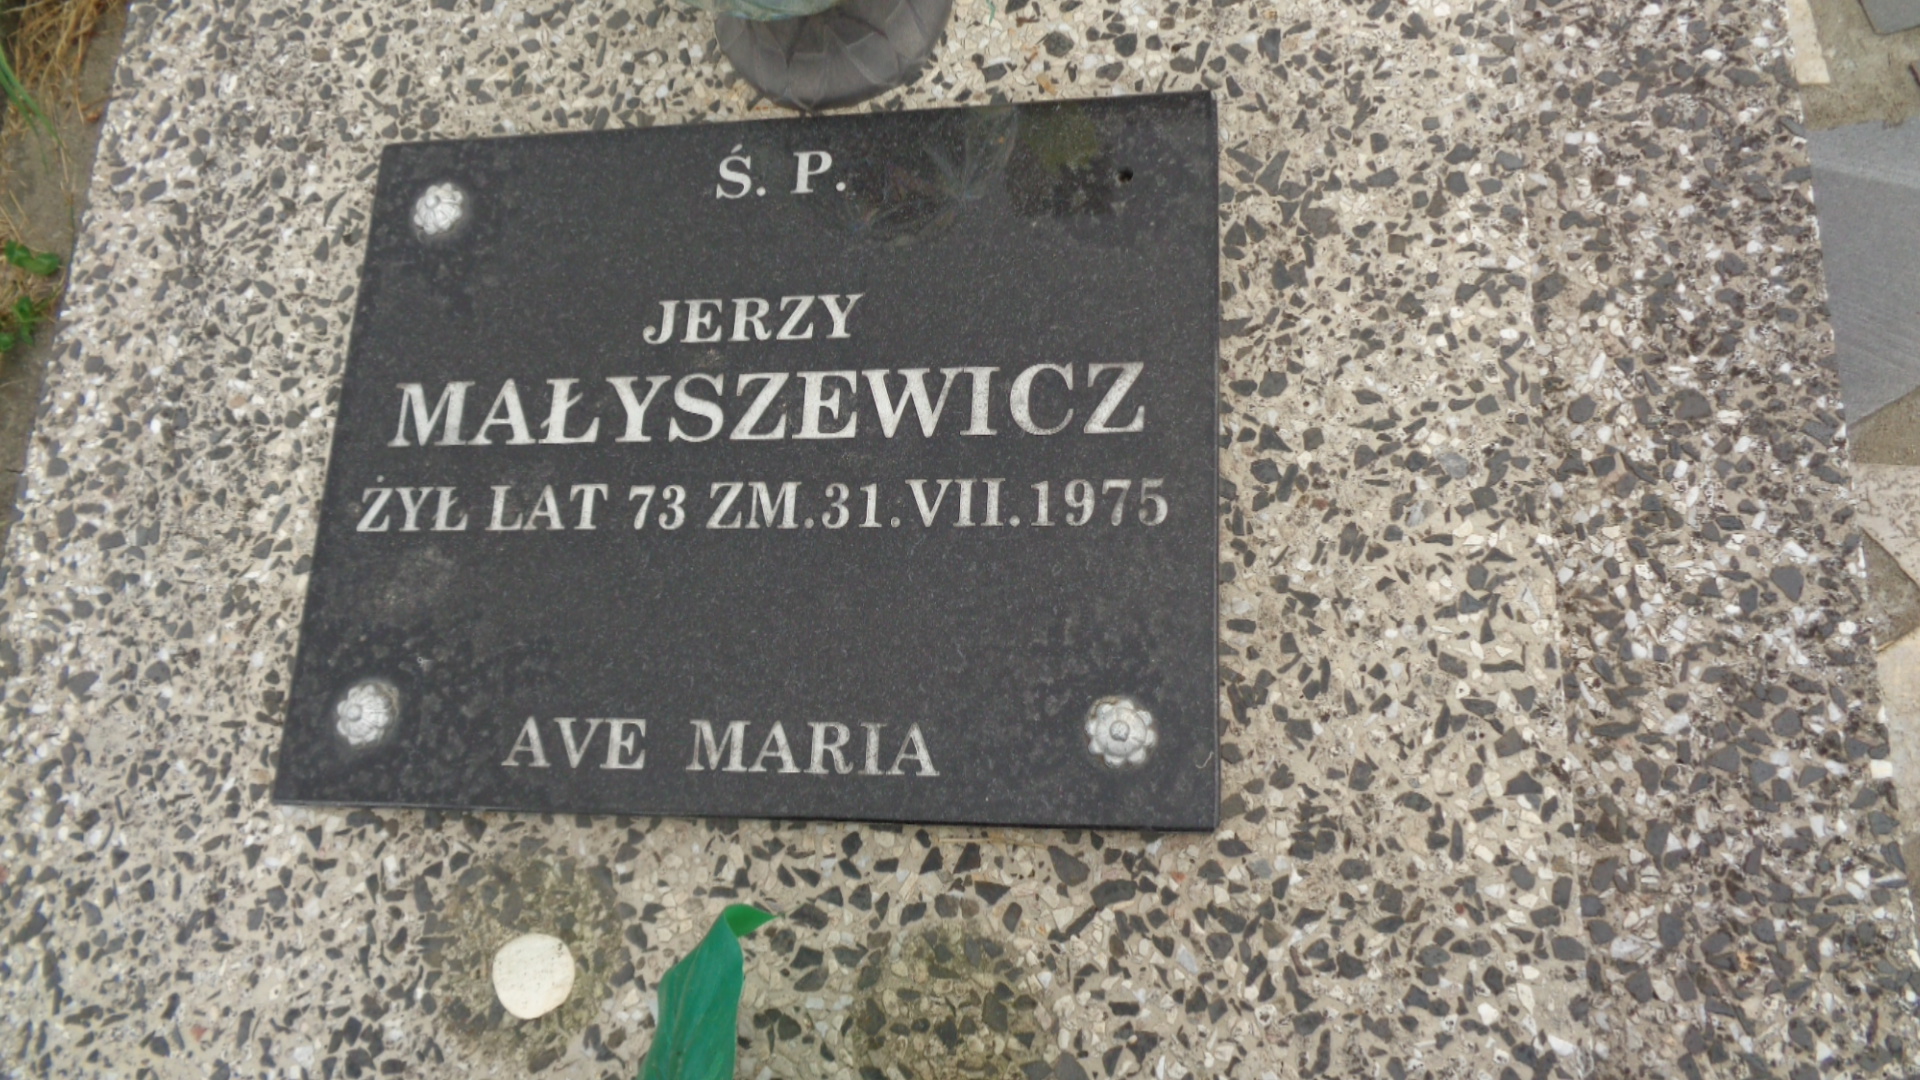 Ś. P.
JERZY
MAŁYSZEWICZ
ŻYŁ LAT 73 ZM.31.VII.1975
AVE MARIA